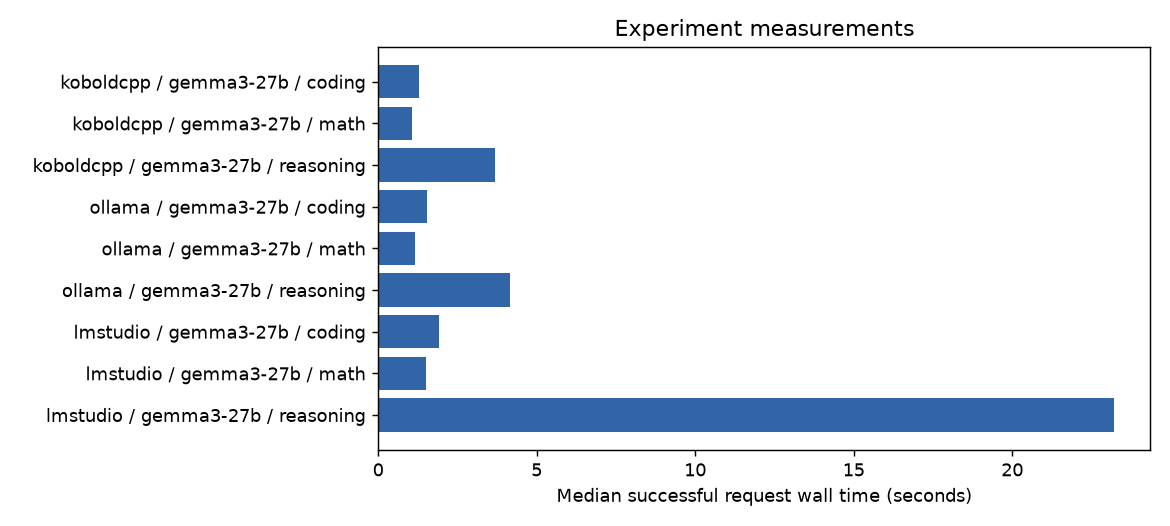 Experiment measurements
koboldcpp / gemma3-27b / coding
koboldcpp / gemma3-27b / math
koboldcpp / gemma3-27b / reasoning
ollama / gemma3-27b / coding
ollama / gemma3-27b / math
ollama / gemma3-27b / reasoning
lmstudio / gemma3-27b / coding
lmstudio / gemma3-27b / math
lmstudio / gemma3-27b / reasoning
0 5 10 15 20
Median successful request wall time (seconds)